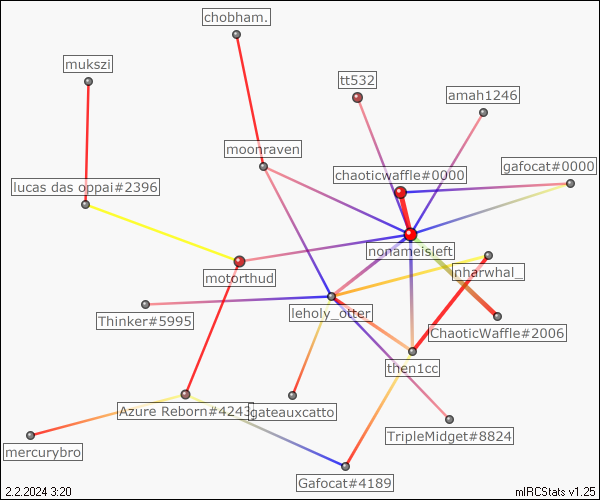 chobham.
mukszi
tt532
amah1246
moonraven
gafocat#0000
chaoticwaffle#0000
lucas das oppai#2396
nonameisleft
nharwhal_
motorthud
leholy_otter
Thinker#5995
ChaoticWaffle#2006
then1cc
Azure Reborn#4243
gateauxcatto
TripleMidget#8824
mercurybro
Gafocat#4189
2.2.2024 3:20
mIRCStats v1.25